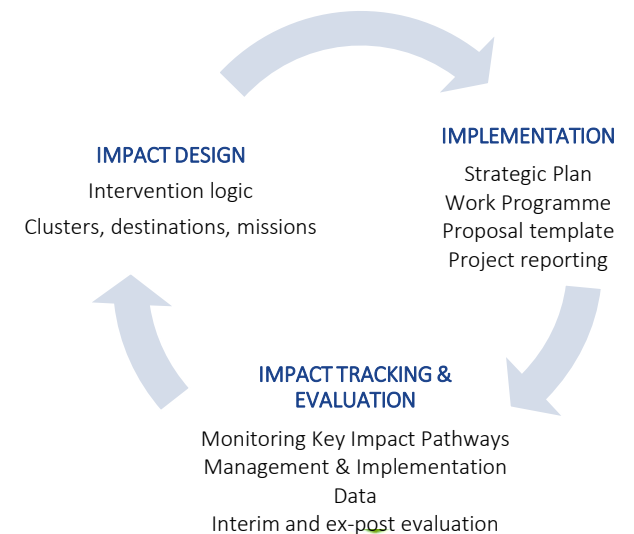 IMPACT DESIGN
Intervention logic
Clusters, destinations, missions
IMPLEMENTATION
Strategic Plan
Work Programme
Proposal template
Project reporting
IMPACT TRACKING &
EVALUATION
Monitoring Key Impact Pathways
Management & Implementation
Data
Interim and ex-post evaluation